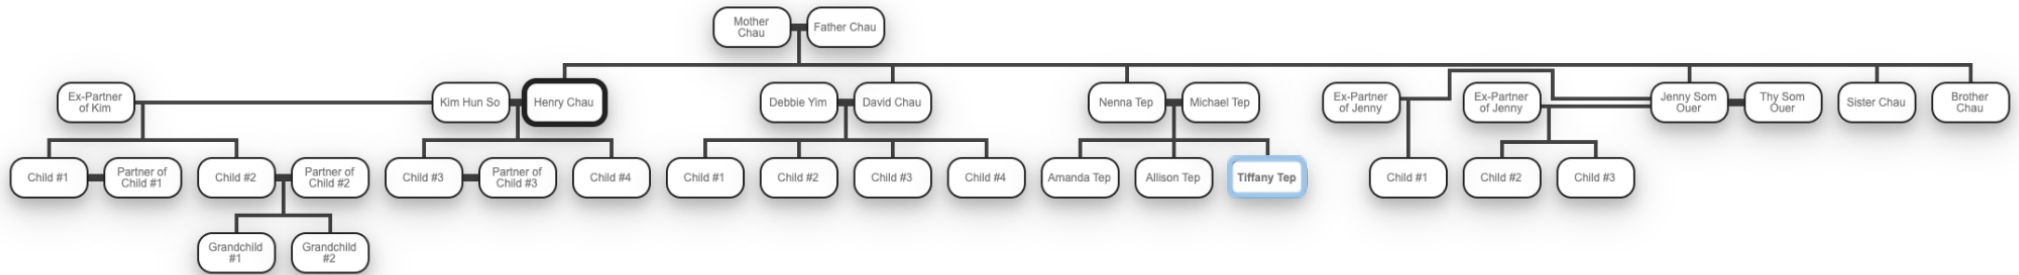 Mother
Chau
Father Chau
Ex-Partner
of Kim
Kim Hun So
Henry Chau
Debbie Yim
David Chau
Nenna Tep
Michael Tep
Ex-Partner
of Jenny
Ex-Partner
of Jenny
Jenny Som
Ouer
Thy Som
Ouer
Sister Chau
Brother
Chau
Child #1
Partner of
Child #1
Child #2
Partner of
Child #2
Child #3
Partner of
Child #3
Child #4
Child #1
Child #2
Child #3
Child #4
Amanda Tep
Allison Tep
Tiffany Tep
Child #1
Child #2
Child #3
Grandchild
#1
Grandchild
#2